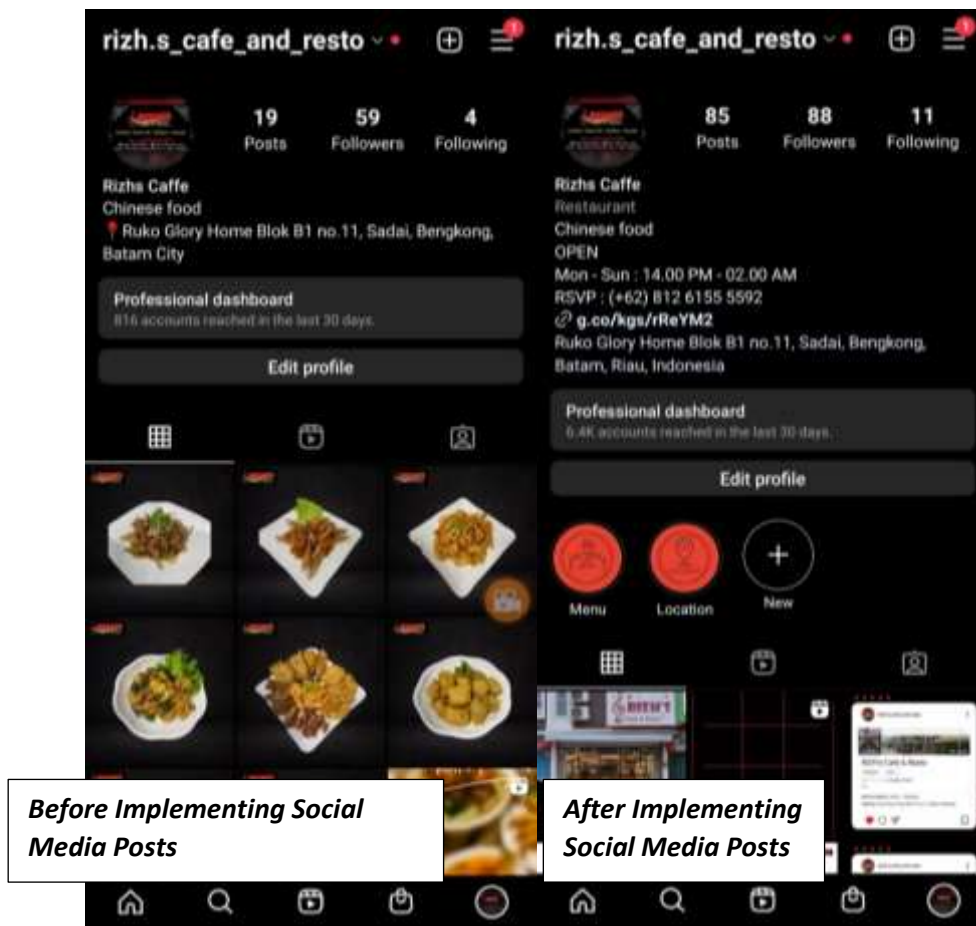 rizh.s_cafe_and_resto
1
19
59
4
Posts
Followers
Following
Rizhs Caffe
Chinese food
Ruko Glory Home Blok B1 no.11, Sadai, Bengkong,
Batam City
Professional dashboard
816 accounts reached in the last 30 days.
Edit profile
Before Implementing Social
Media Posts
rizh.s_cafe_and_resto
1
85
88
11
Posts
Followers
Following
Rizhs Caffe
Restaurant
Chinese food
OPEN
Mon - Sun : 14.00 PM - 02.00 AM
RSVP : (+62) 812 6155 5592
g.co/kgs/rReYM2
Ruko Glory Home Blok B1 no.11, Sadai, Bengkong,
Batam, Riau, Indonesia
Professional dashboard
6.4K accounts reached in the last 30 days.
Edit profile
Menu
Location
New
After Implementing
Social Media Posts